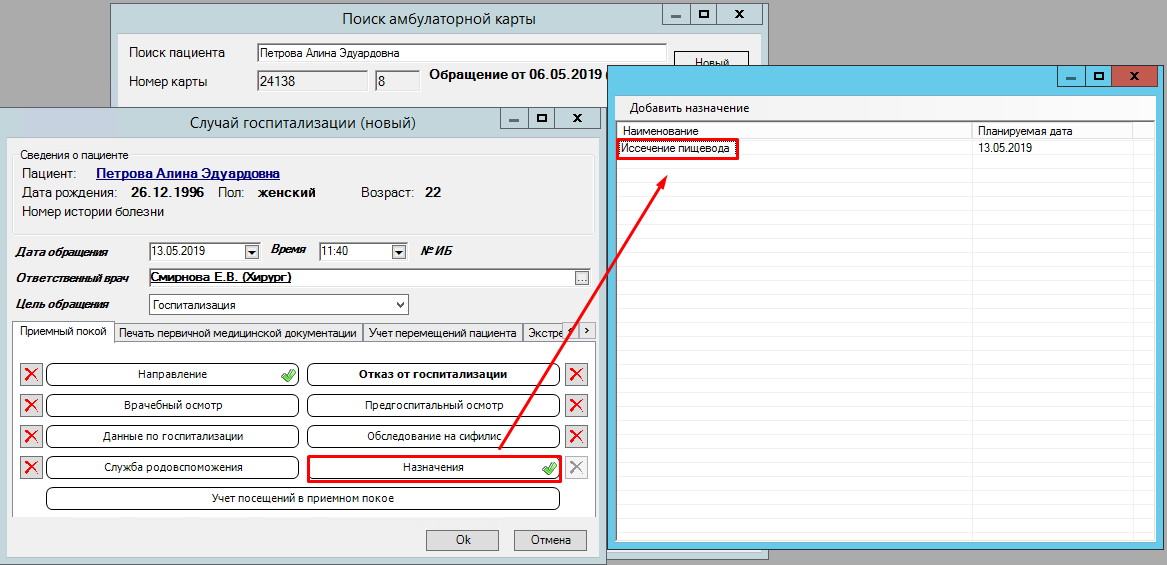 Поиск амбулаторной карты
Поиск пациента
Петрова Алина Эдуардовна
Новый
Номер карты
24138
8
Обращение от 06.05.2019 (
Случай госпитализации (новый)
Сведения о пациенте
Пациент: Петрова Алина Эдуардовна
Дата рождения: 26.12.1996 Пол: женский Возраст: 22
Номер истории болезни
Дата обращения 13.05.2019 Время 11:40 № ИБ
Ответственный врач Смирнова Е.В. (Хирург) ...
Цель обращения Госпитализация
Приемный покой Печать первичной медицинской документации Учет перемещений пациента Экстре
Направление Отказ от госпитализации
Врачебный осмотр Предгоспитальный осмотр
Данные по госпитализации Обследование на сифилис
Служба родовспоможения Назначения
Учет посещений в приемном покое
Ok Отмена
Добавить назначение
Наименование Планируемая дата
Иссечение пищевода 13.05.2019